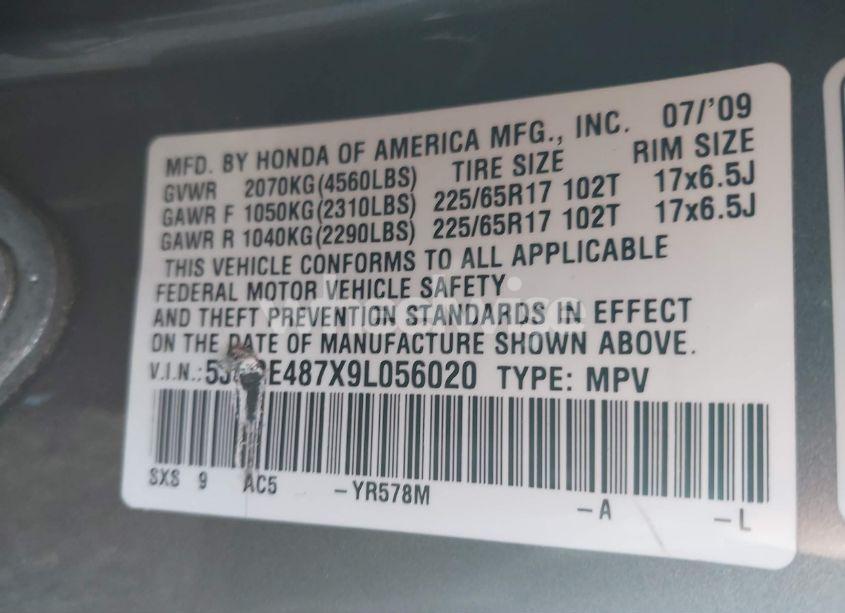 MFD. BY HONDA OF AMERICA MFG., INC. 07/'09
GVWR 2070KG(4560LBS) TIRE SIZE RIM SIZE
GAWR F 1050KG(2310LBS) 225/65R17 102T 17x6.5J
GAWR R 1040KG(2290LBS) 225/65R17 102T 17x6.5J
THIS VEHICLE CONFORMS TO ALL APPLICABLE
FEDERAL MOTOR VEHICLE SAFETY
AND THEFT PREVENTION STANDARDS IN EFFECT
ON THE DATE OF MANUFACTURE SHOWN ABOVE.
V.I.N.: TYPE: MPV
SXS 9 AC5 -YR578M -A -L